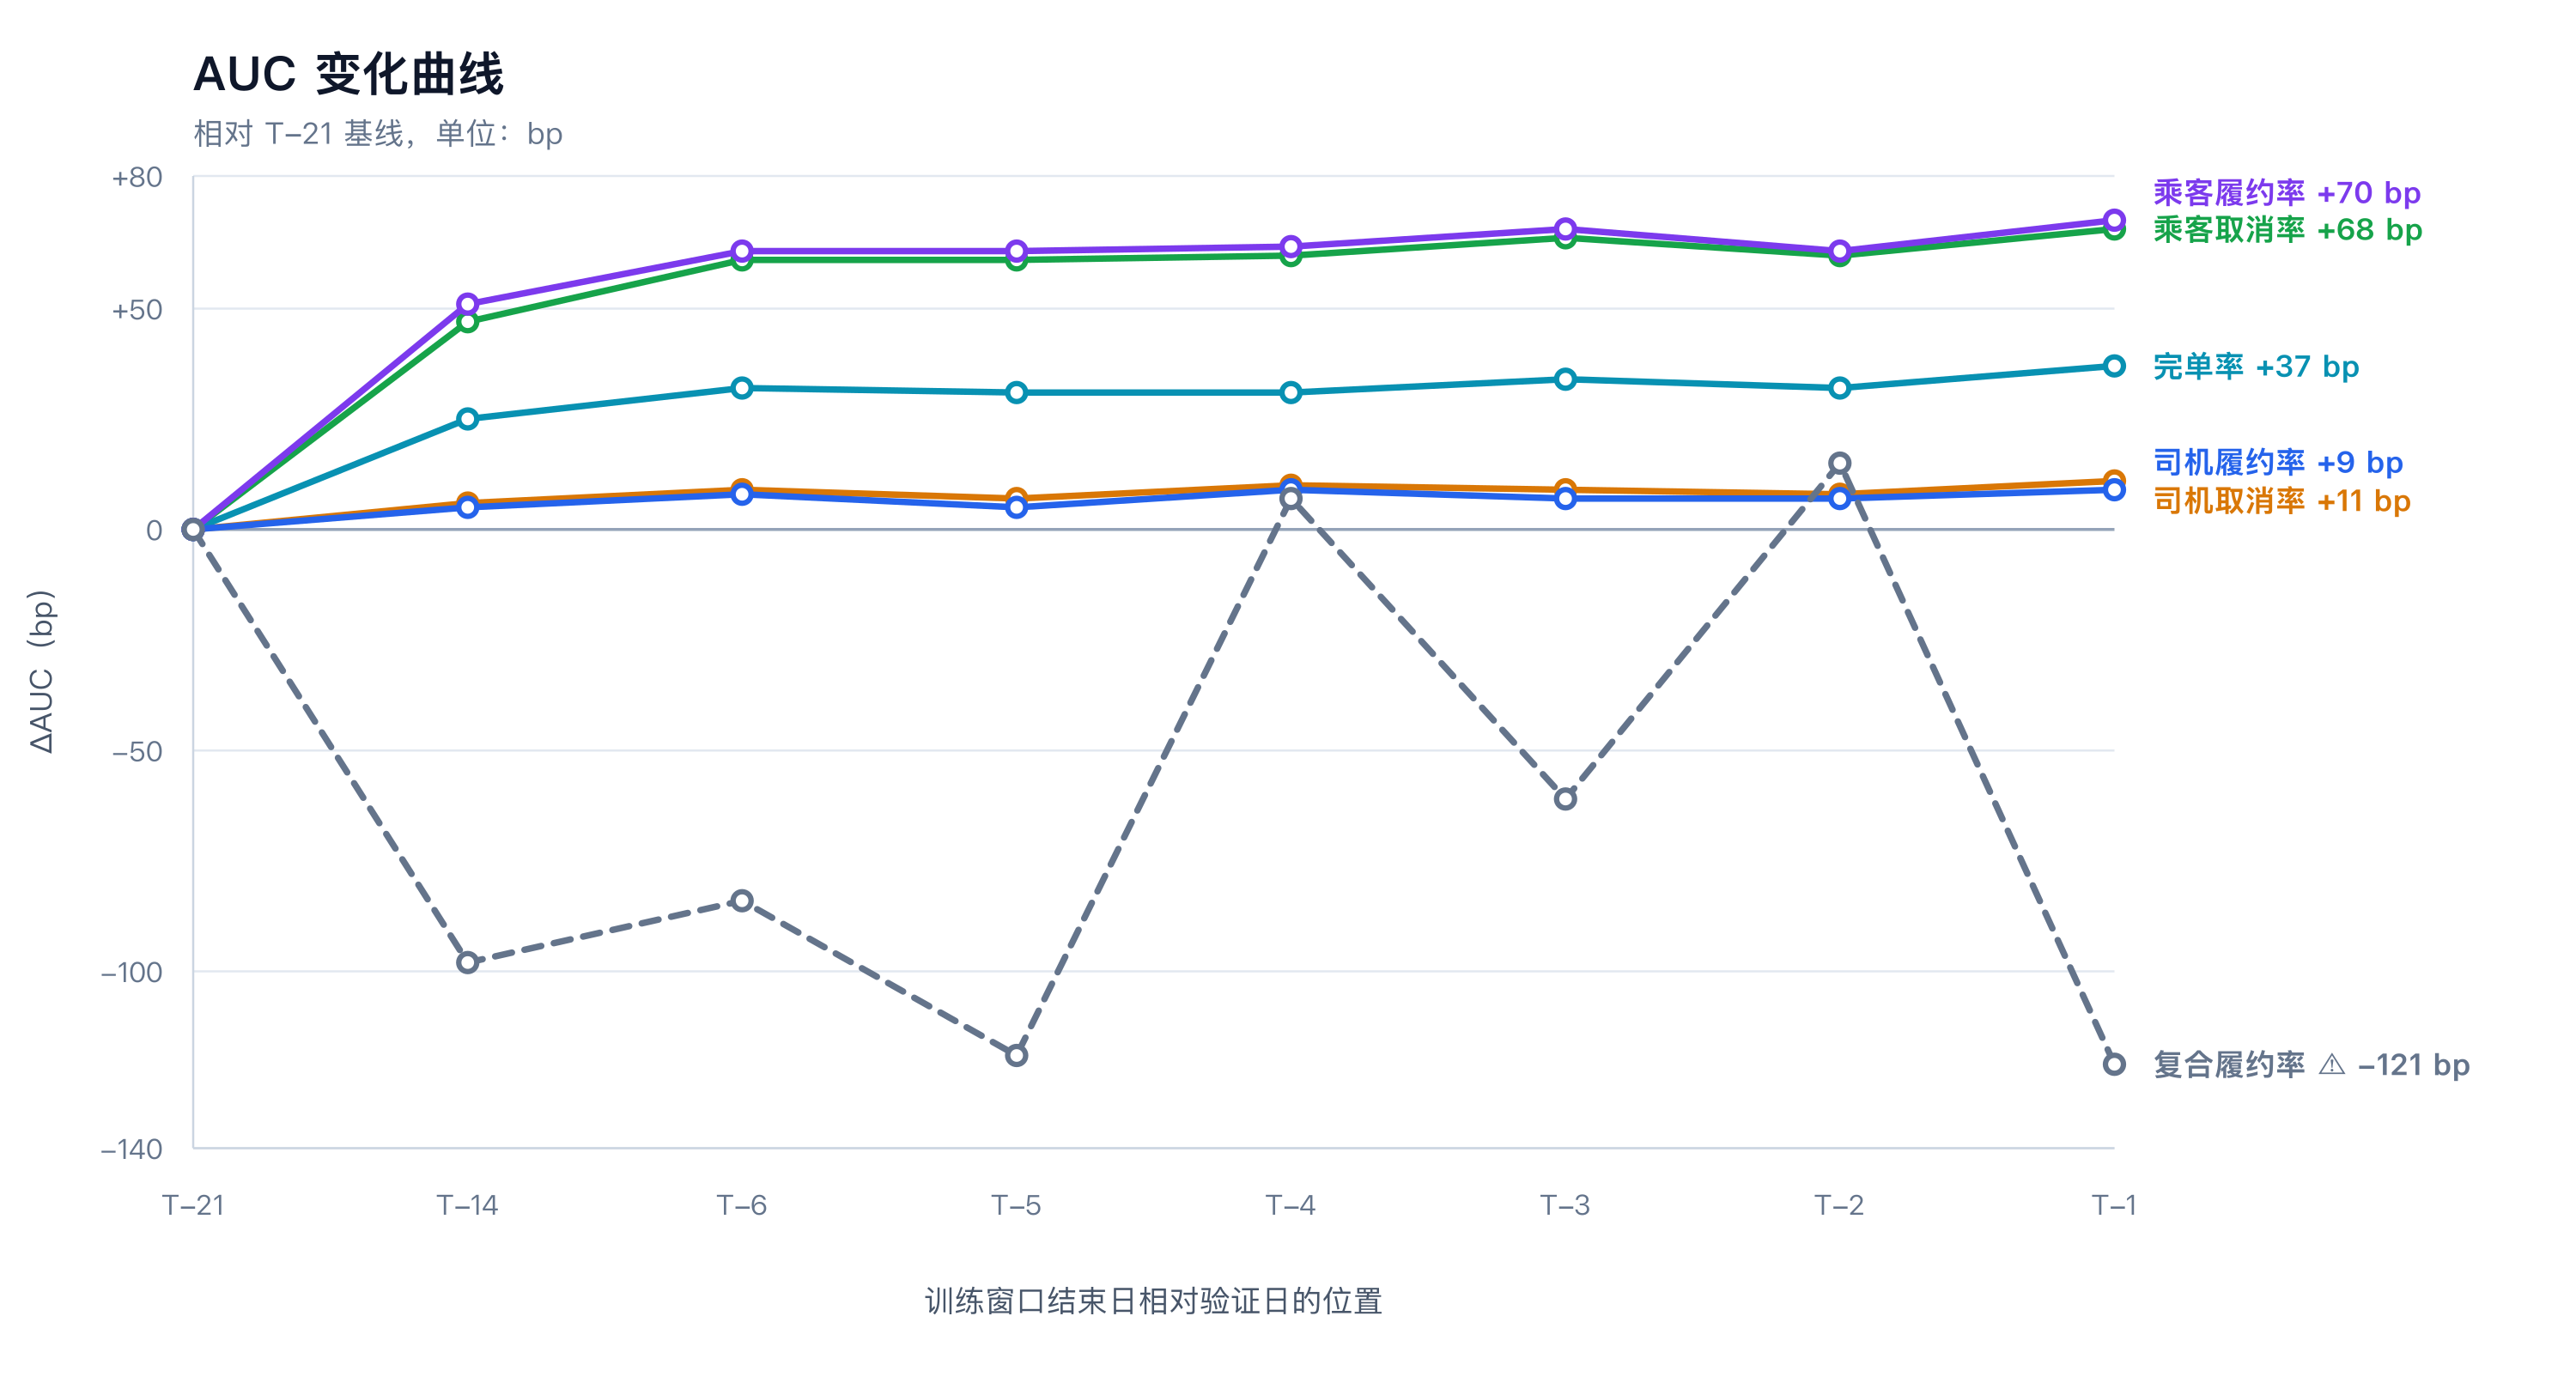 AUC 变化曲线
相对 T−21 基线，单位：bp
+80
+50
0
−50
−100
−140
ΔAUC（bp）
乘客履约率 +70 bp
乘客取消率 +68 bp
完单率 +37 bp
司机履约率 +9 bp
司机取消率 +11 bp
复合履约率 ⚠ −121 bp
T−21
T−14
T−6
T−5
T−4
T−3
T−2
T−1
训练窗口结束日相对验证日的位置